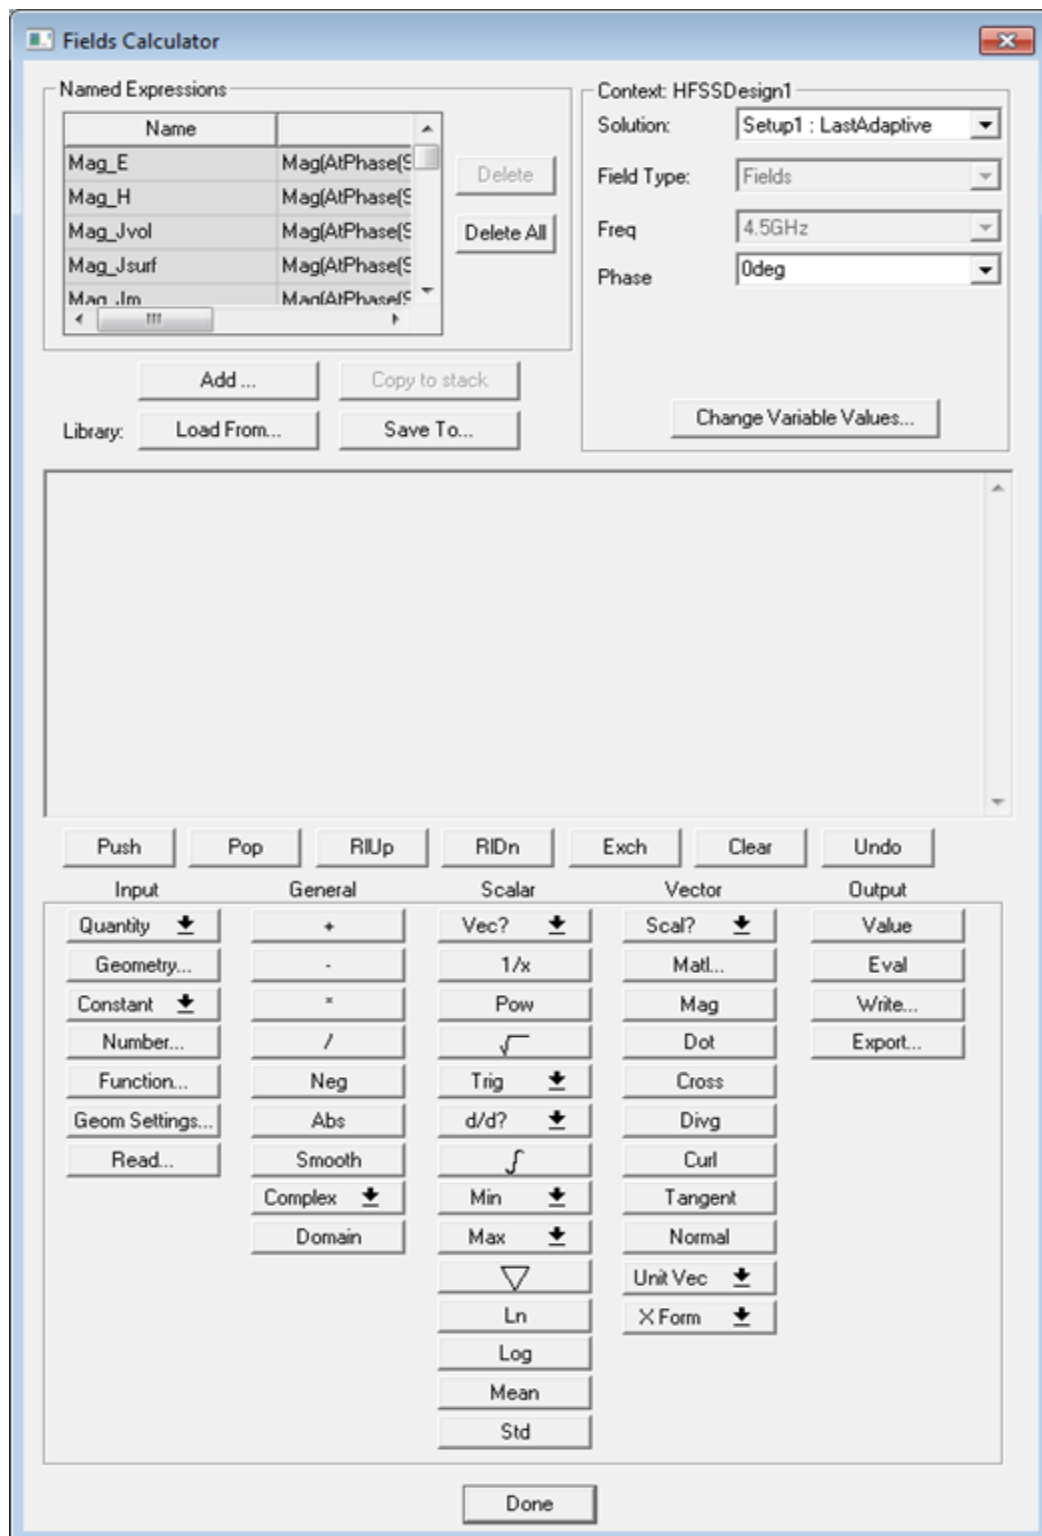 Fields Calculator
Named Expressions
Name
Mag_E Mag(AtPhase(S
Mag_H Mag(AtPhase(S
Mag_Jvol Mag(AtPhase(S
Mag_Jsurf Mag(AtPhase(S
Mag_Jm Mag(AtPhase(S
Delete
Delete All
Add ...
Copy to stack
Library:
Load From...
Save To...
Context: HFSSDesign1
Solution: Setup1 : LastAdaptive
Field Type: Fields
Freq 4.5GHz
Phase 0deg
Change Variable Values...
Push Pop RlUp RlDn Exch Clear Undo
Input General Scalar Vector Output
Quantity + Vec? Scal? Value
Geometry... - 1/x Matl... Eval
Constant * Pow Mag Write...
Number... / √ Dot Export...
Function... Neg Trig Cross
Geom Settings... Abs d/d? Divg
Read... Smooth ∫ Curl
Complex Min Tangent
Domain Max Normal
▽ Unit Vec
Ln X Form
Log
Mean
Std
Done